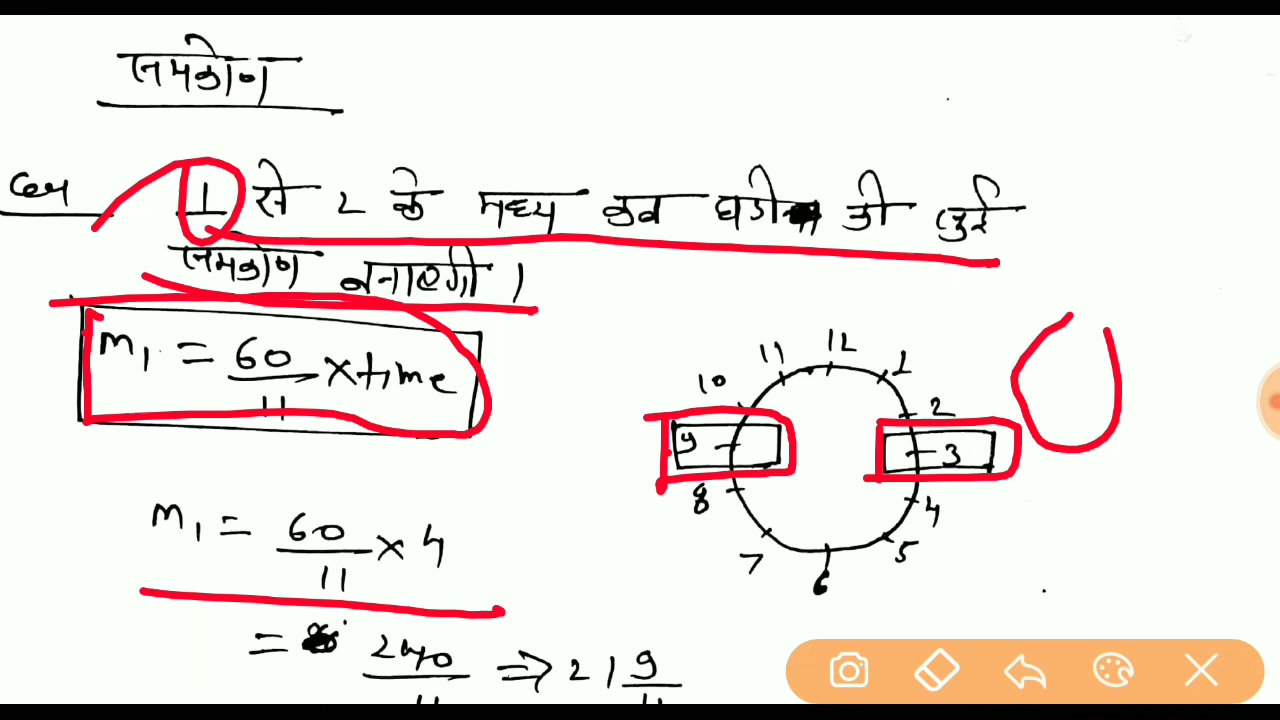 समकोण
Que 1 से 2 के मध्य कब घडी की सुई
समकोण बनाएगी ।
m₁ = 60/11 × time
m₁ = 60/11 × 4
= 240/11 ⇒ 21 9/11
12
11
1
10
2
9
3
8
4
7
5
6